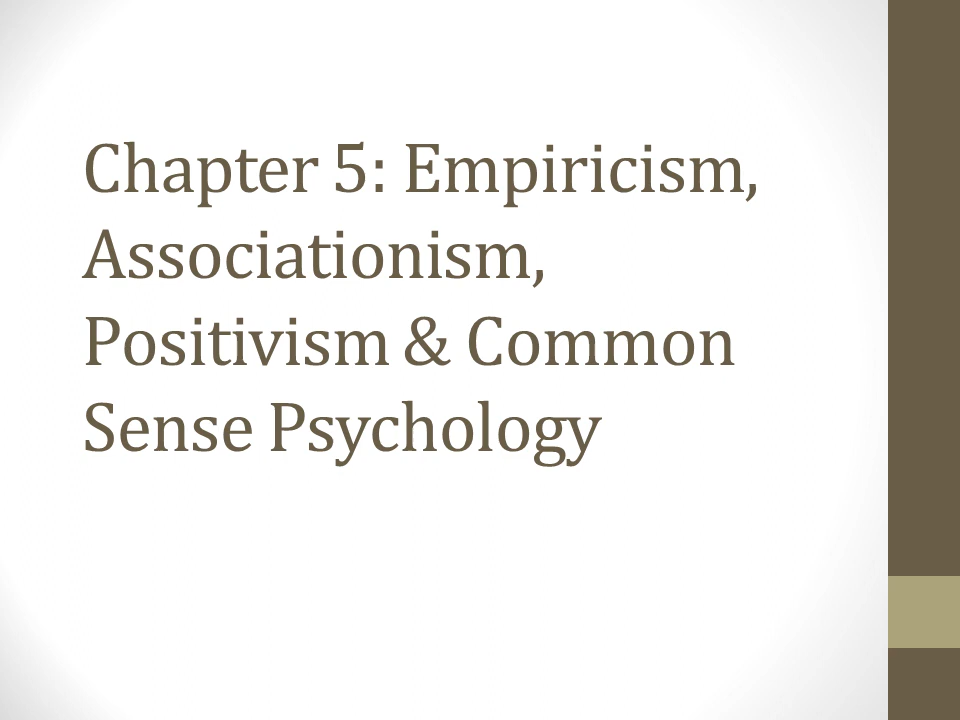 Chapter 5: Empiricism,
Associationism,
Positivism & Common
Sense Psychology